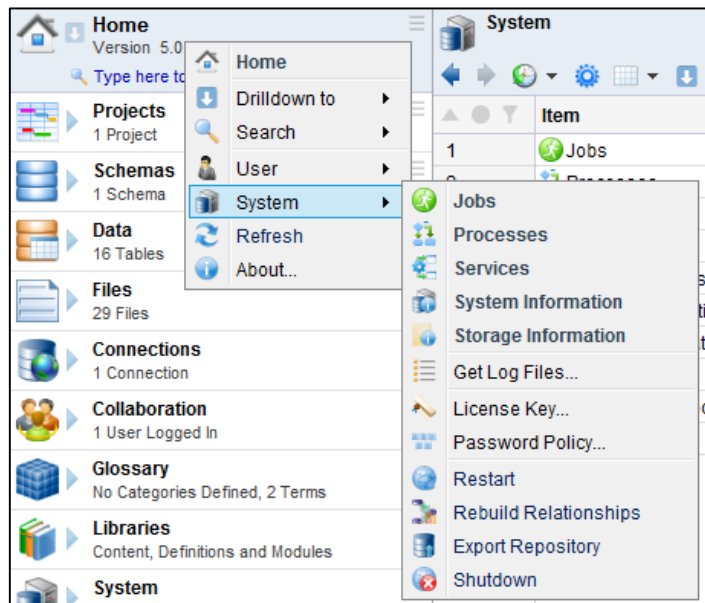 Home
Version 5.0
Type here to
Projects
1 Project
Schemas
1 Schema
Data
16 Tables
Files
29 Files
Connections
1 Connection
Collaboration
1 User Logged In
Glossary
No Categories Defined, 2 Terms
Libraries
Content, Definitions and Modules
System
Home
Drilldown to
Search
User
System
Refresh
About...
System
Item
1
Jobs
Jobs
Processes
Services
System Information
Storage Information
Get Log Files...
License Key...
Password Policy...
Restart
Rebuild Relationships
Export Repository
Shutdown